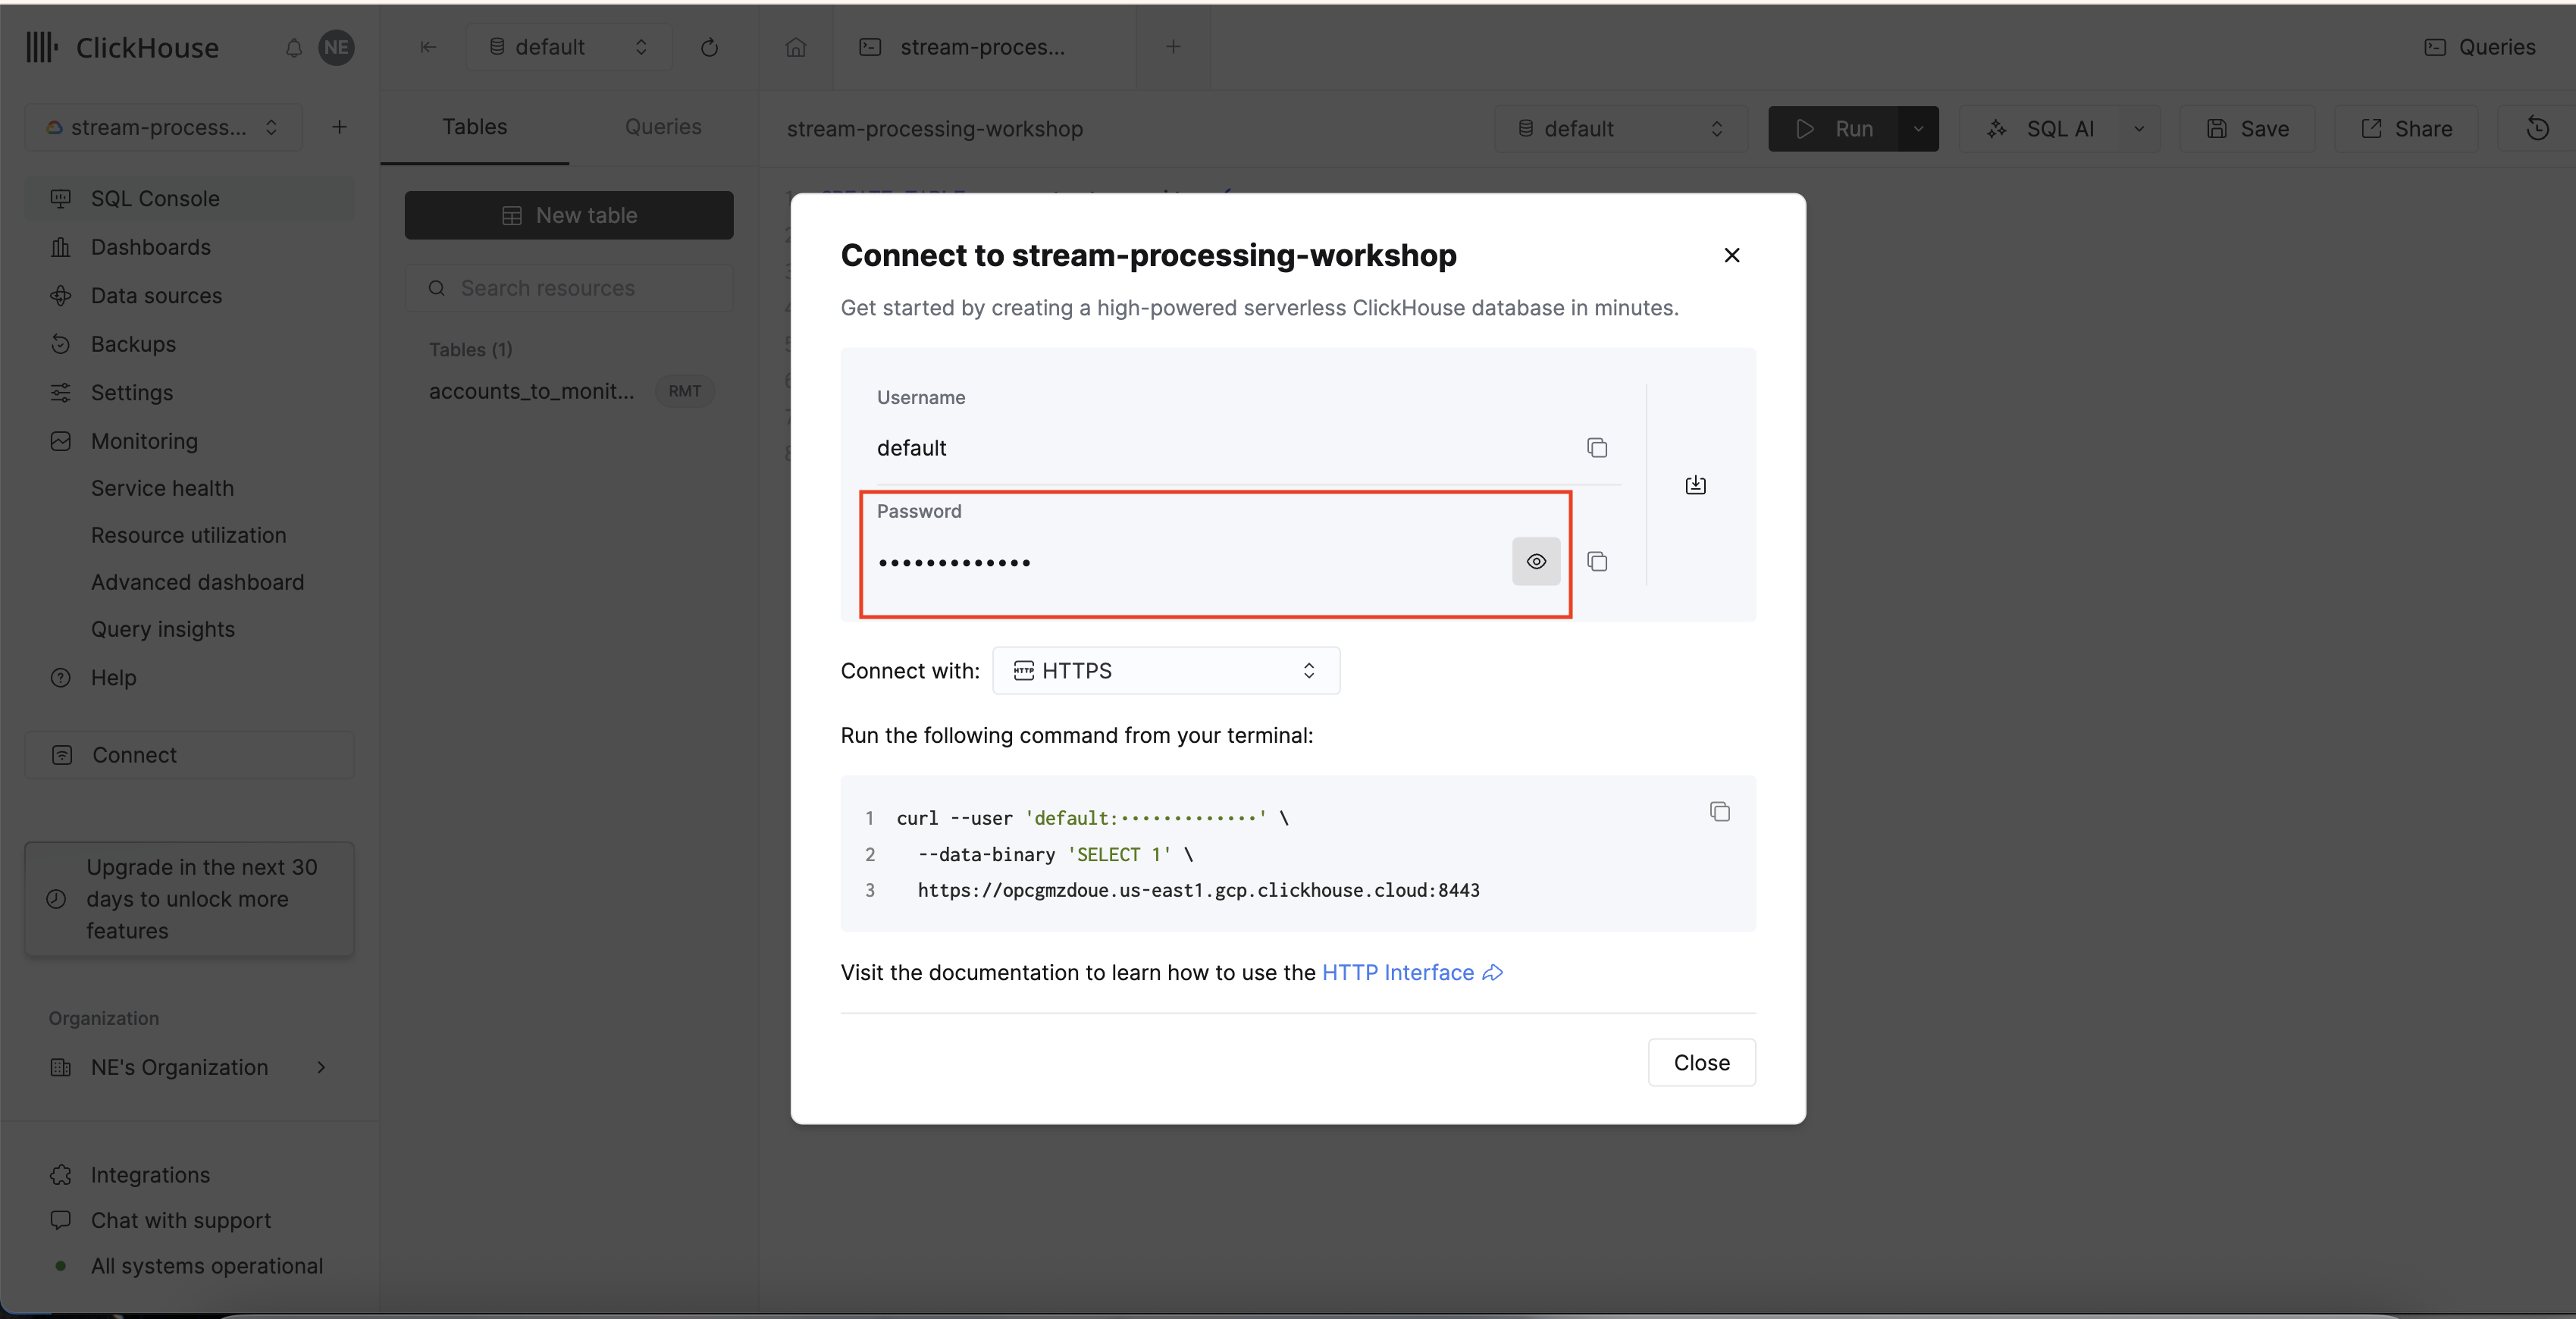 ClickHouse
NE
default
stream-proces...
Queries
stream-process...
Tables
Queries
stream-processing-workshop
default
Run
SQL AI
Save
Share
SQL Console
Dashboards
Data sources
Backups
Settings
Monitoring
Service health
Resource utilization
Advanced dashboard
Query insights
Help
Connect
Upgrade in the next 30
days to unlock more
features
Organization
NE's Organization
Integrations
Chat with support
All systems operational
New table
Search resources
Tables (1)
accounts_to_monit...
RMT
Connect to stream-processing-workshop
Get started by creating a high-powered serverless ClickHouse database in minutes.
Username
default
Password
•••••••••••••
Connect with:
HTTP HTTPS
Run the following command from your terminal:
1 curl --user 'default:•••••••••••••' \
2 --data-binary 'SELECT 1' \
3 https://opcgmzdoue.us-east1.gcp.clickhouse.cloud:8443
Visit the documentation to learn how to use the HTTP Interface
Close